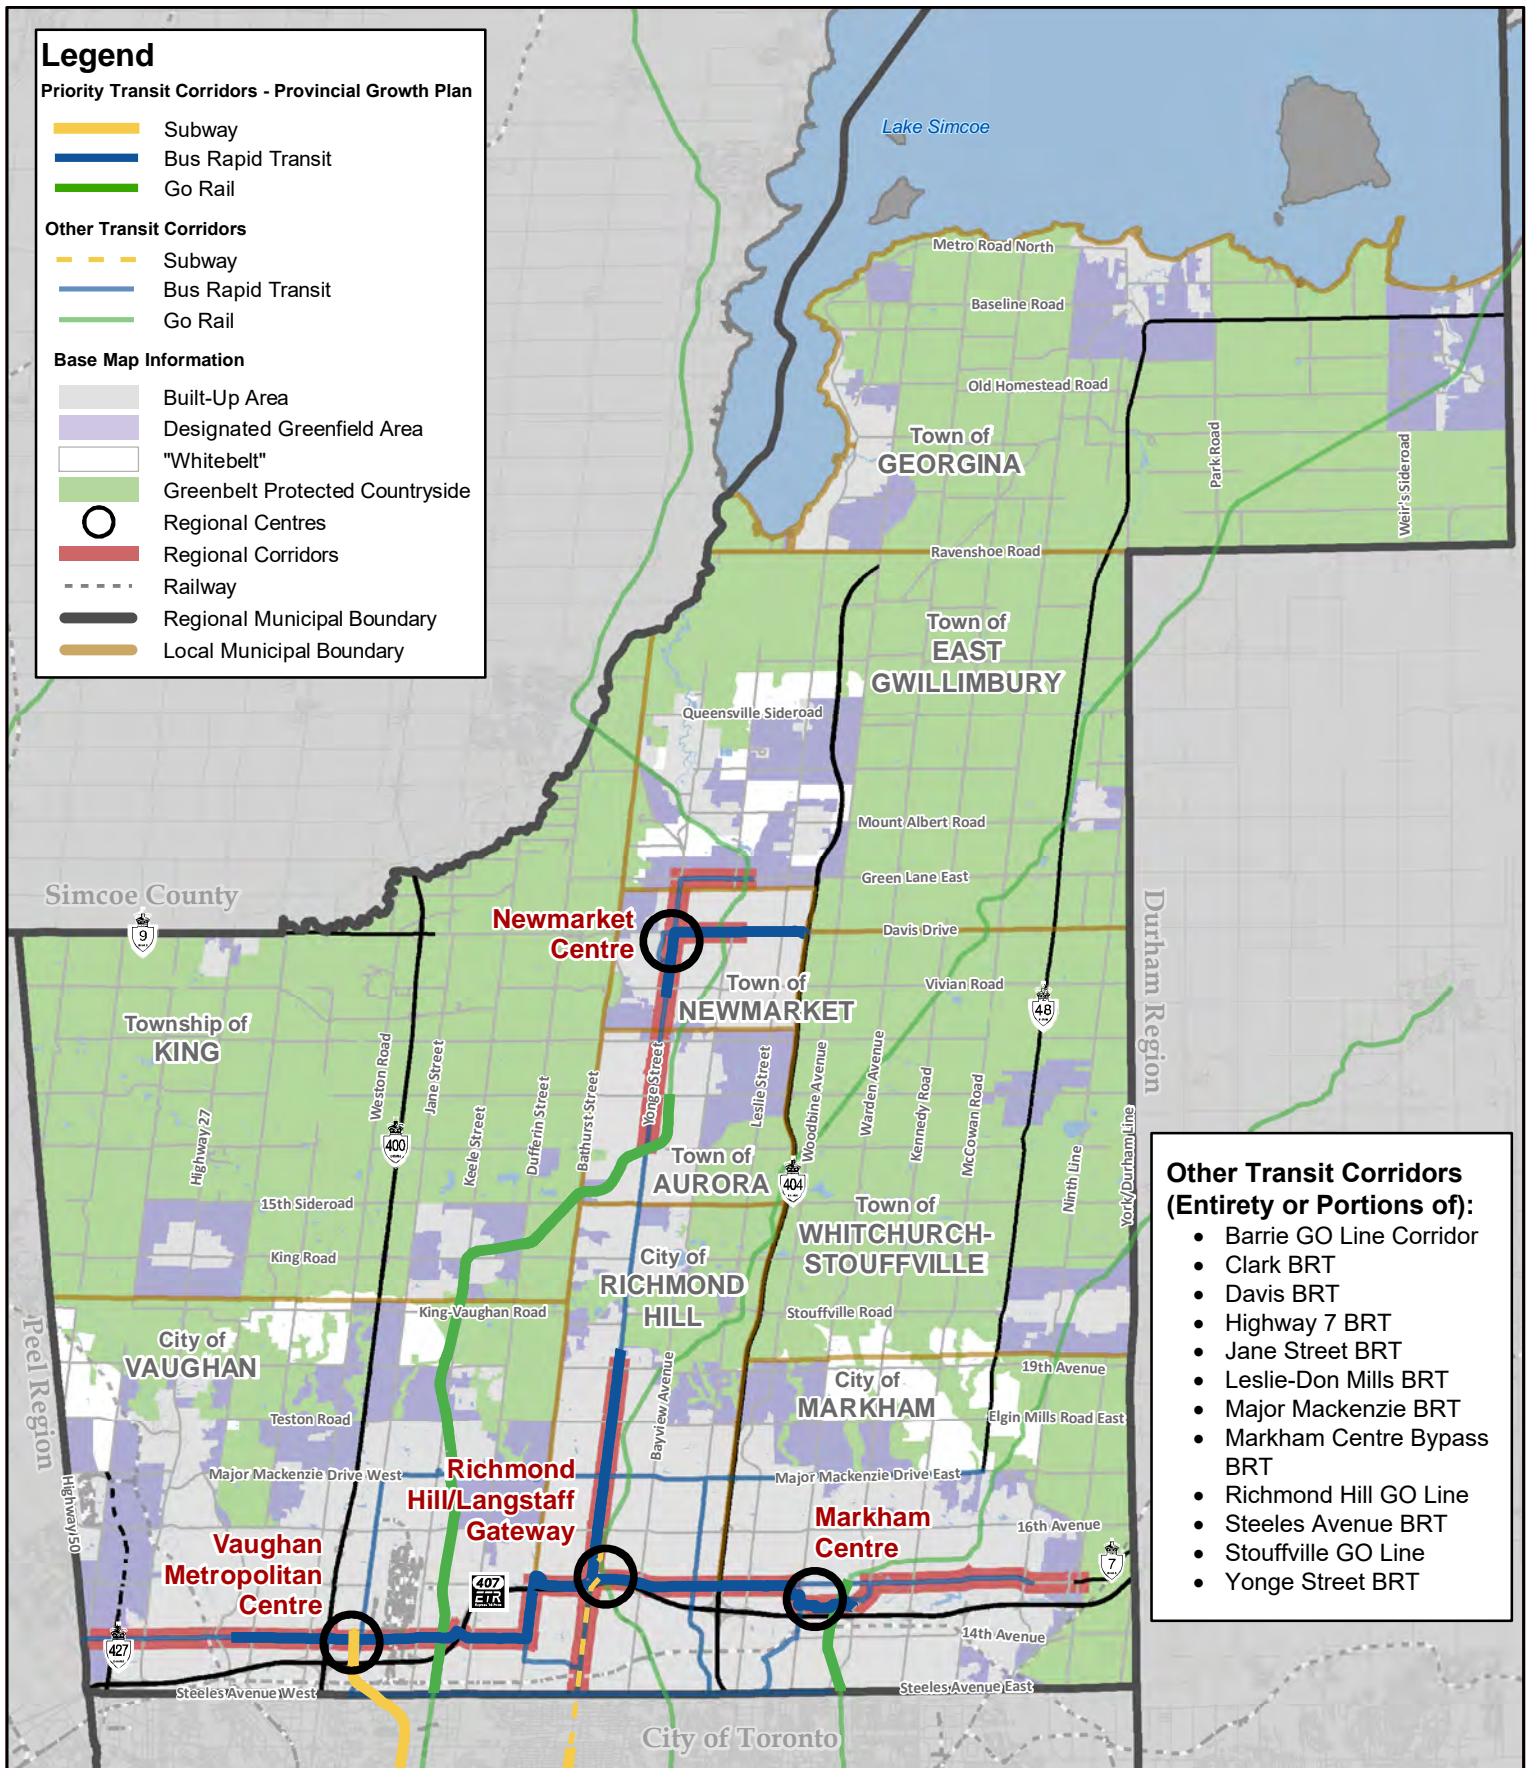 Legend
Priority Transit Corridors - Provincial Growth Plan
Subway
Bus Rapid Transit
Go Rail
Other Transit Corridors
Subway
Bus Rapid Transit
Go Rail
Base Map Information
Built-Up Area
Designated Greenfield Area
"Whitebelt"
Greenbelt Protected Countryside
Regional Centres
Regional Corridors
Railway
Regional Municipal Boundary
Local Municipal Boundary
Lake Simcoe
Metro Road North
Baseline Road
Old Homestead Road
Town of
GEORGINA
Park Road
Weir's Sideroad
Ravenshoe Road
Town of
EAST
GWILLIMBURY
Queensville Sideroad
Mount Albert Road
Green Lane East
Simcoe County
9
Newmarket
Centre
Davis Drive
Durham Region
Town of
NEWMARKET
Vivian Road
48
Township of
KING
Weston Road
Jane Street
400
Highway 27
Keele Street
Dufferin Street
Bathurst Street
Yonge Street
Leslie Street
Woodbine Avenue
Warden Avenue
Kennedy Road
McCowan Road
Ninth Line
York/Durham Line
Town of
AURORA
404
15th Sideroad
Town of
WHITCHURCH-
STOUFFVILLE
King Road
City of
RICHMOND
HILL
King-Vaughan Road
Stouffville Road
Peel Region
City of
VAUGHAN
19th Avenue
City of
MARKHAM
Bayview Avenue
Teston Road
Elgin Mills Road East
Major Mackenzie Drive West
Major Mackenzie Drive East
Richmond
Hill/Langstaff
Gateway
Highway 50
Markham
Centre
16th Avenue
Vaughan
Metropolitan
Centre
407
ETR
7
427
14th Avenue
Steeles Avenue West
Steeles Avenue East
City of Toronto
Other Transit Corridors
(Entirety or Portions of):
• Barrie GO Line Corridor
• Clark BRT
• Davis BRT
• Highway 7 BRT
• Jane Street BRT
• Leslie-Don Mills BRT
• Major Mackenzie BRT
• Markham Centre Bypass
BRT
• Richmond Hill GO Line
• Steeles Avenue BRT
• Stouffville GO Line
• Yonge Street BRT